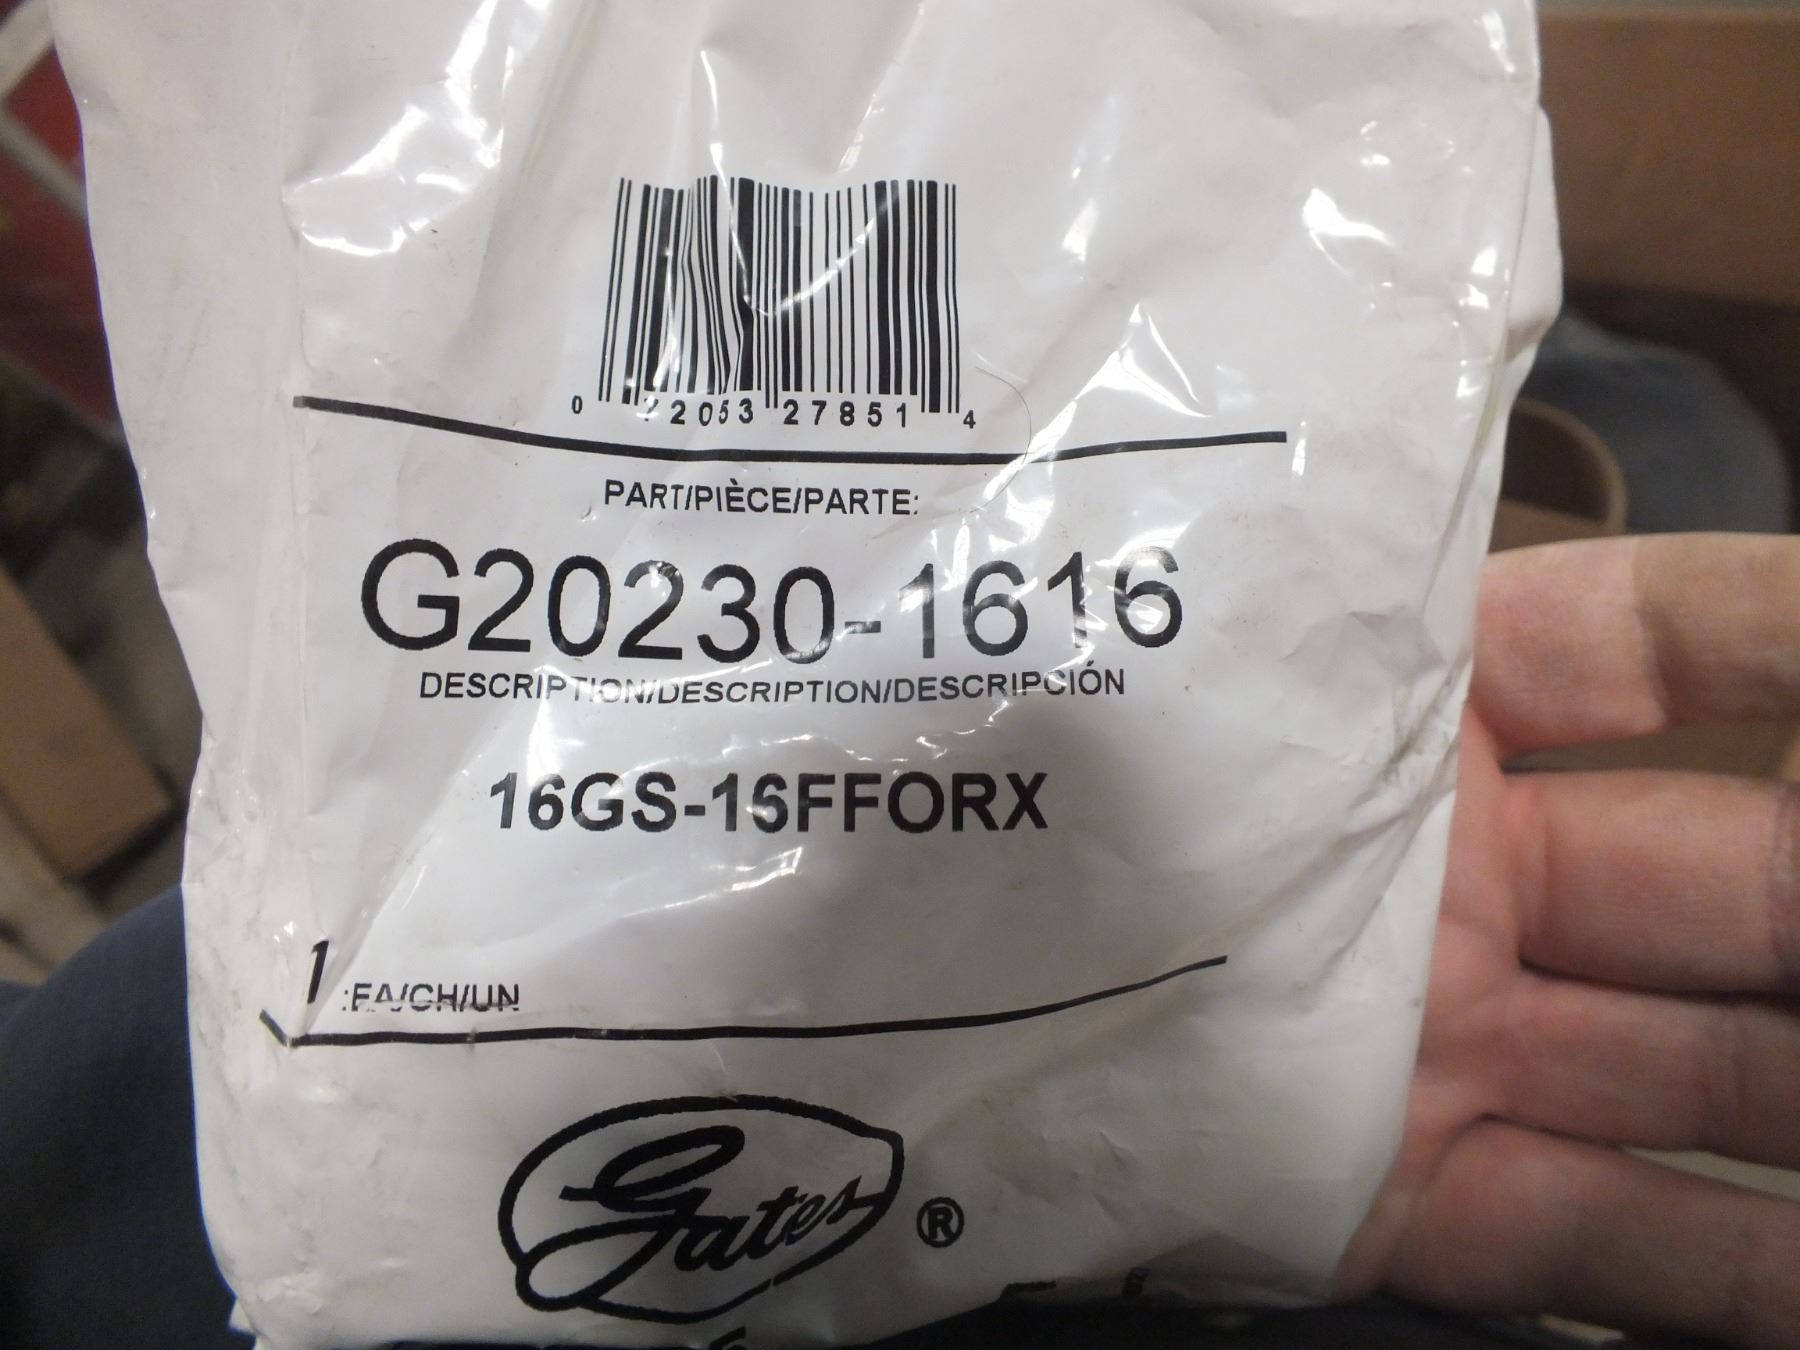 0 72053 27851 4
PART/PIÈCE/PARTE:
G20230-1616
DESCRIPTION/DESCRIPTION/DESCRIPCIÓN
16GS-16FFORX
1 :EA/CH/UN
Gates ®